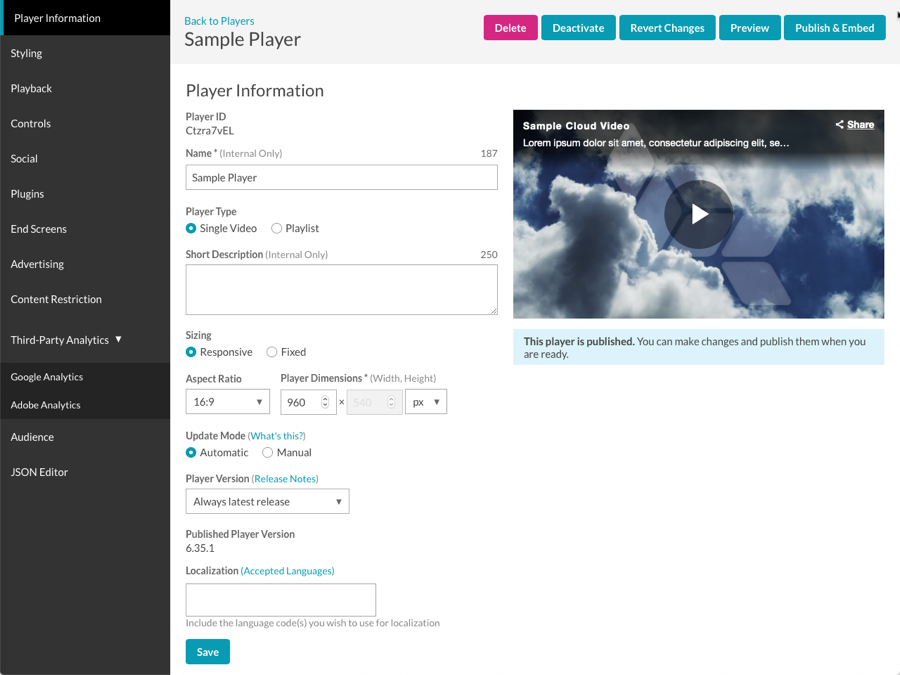 Player Information
Styling
Playback
Controls
Social
Plugins
End Screens
Advertising
Content Restriction
Third-Party Analytics ▼
Google Analytics
Adobe Analytics
Audience
JSON Editor
Back to Players
Sample Player
Delete
Deactivate
Revert Changes
Preview
Publish & Embed
Player Information
Player ID
Ctzra7vEL
Name * (Internal Only) 187
Sample Player
Player Type
Single Video Playlist
Short Description (Internal Only) 250
Sizing
Responsive Fixed
Aspect Ratio Player Dimensions * (Width, Height)
16:9 ▼ 960 × 540 px ▼
Update Mode (What's this?)
Automatic Manual
Player Version (Release Notes)
Always latest release ▼
Published Player Version
6.35.1
Localization (Accepted Languages)
Include the language code(s) you wish to use for localization
Save
Sample Cloud Video
Share
Lorem ipsum dolor sit amet, consectetur adipiscing elit, se...
This player is published. You can make changes and publish them when you
are ready.